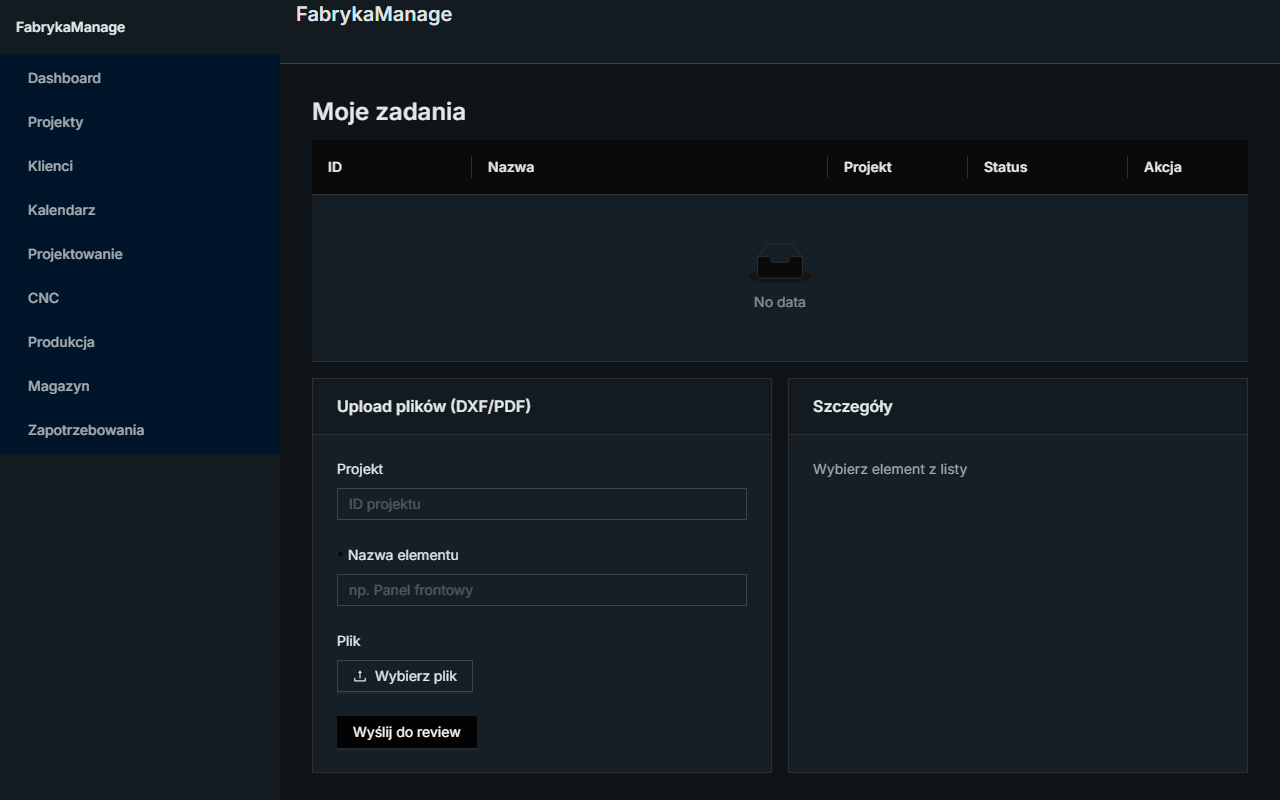 FabrykaManage
FabrykaManage
Dashboard
Projekty
Klienci
Kalendarz
Projektowanie
CNC
Produkcja
Magazyn
Zapotrzebowania
Moje zadania
ID Nazwa Projekt Status Akcja
No data
Upload plików (DXF/PDF)
Projekt
ID projektu
* Nazwa elementu
np. Panel frontowy
Plik
Wybierz plik
Wyślij do review
Szczegóły
Wybierz element z listy